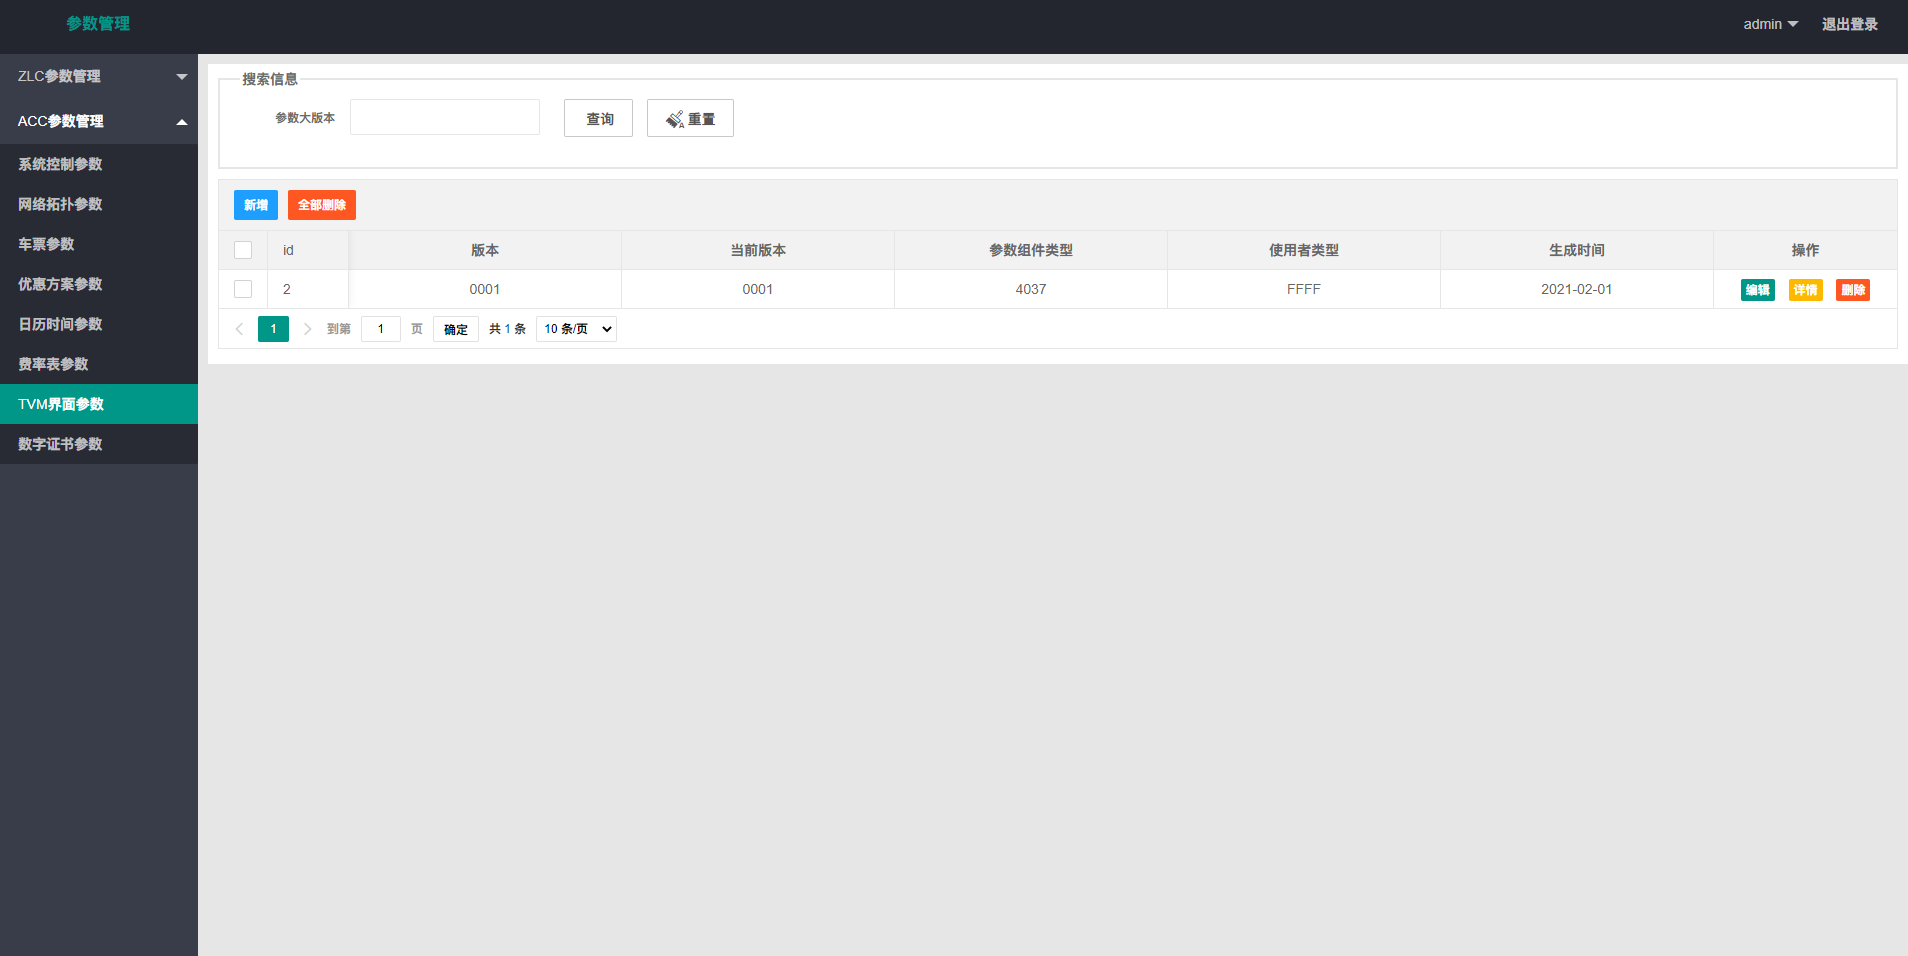 参数管理
admin
退出登录
ZLC参数管理
ACC参数管理
系统控制参数
网络拓扑参数
车票参数
优惠方案参数
日历时间参数
费率表参数
TVM界面参数
数字证书参数
搜索信息
参数大版本
查询
重置
新增
全部删除
id 版本 当前版本 参数组件类型 使用者类型 生成时间 操作
2 0001 0001 4037 FFFF 2021-02-01 编辑 详情 删除
1 到第 1 页 确定 共 1 条 10 条/页